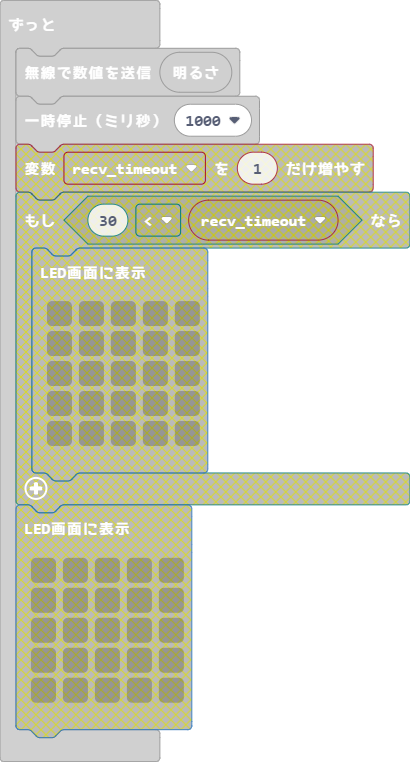 ずっと
無線で数値を送信 明るさ
一時停止（ミリ秒） 1000
変数 recv_timeout を 1 だけ増やす
もし 30 < recv_timeout なら
LED画面に表示
LED画面に表示